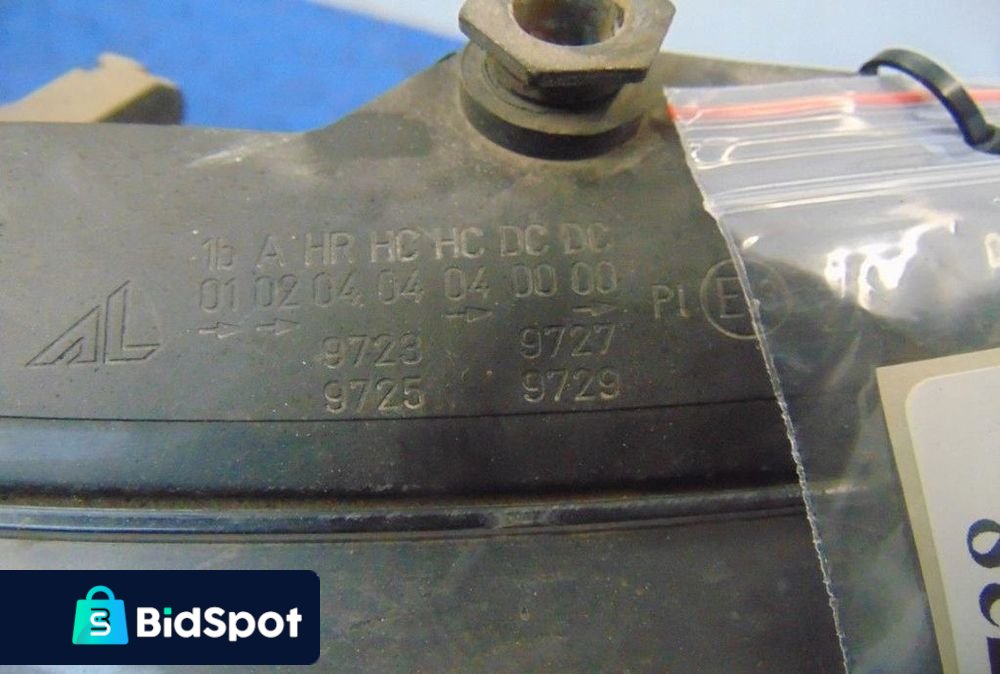 1b A HR HC HC DC DC
01 02 04 04 04 00 00
PI E
9723 9727
9725 9729
AL
BidSpot